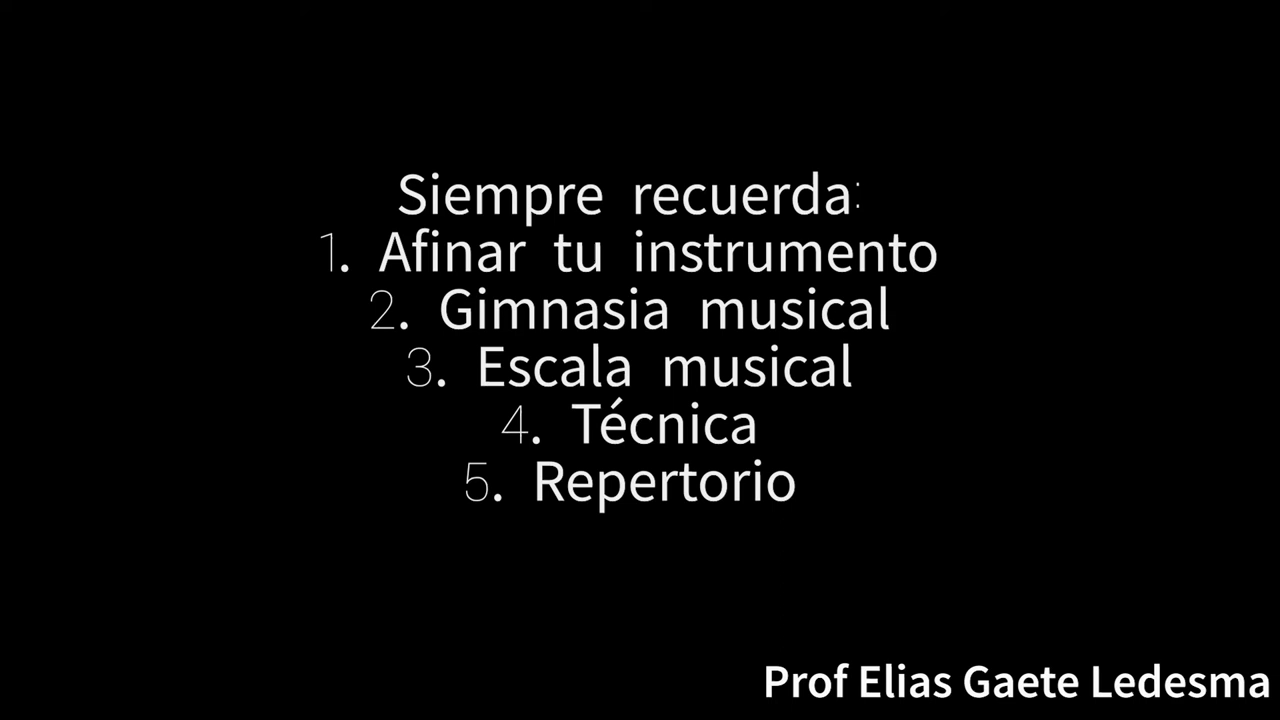 Siempre recuerda:
1. Afinar tu instrumento
2. Gimnasia musical
3. Escala musical
4. Técnica
5. Repertorio
Prof Elias Gaete Ledesma